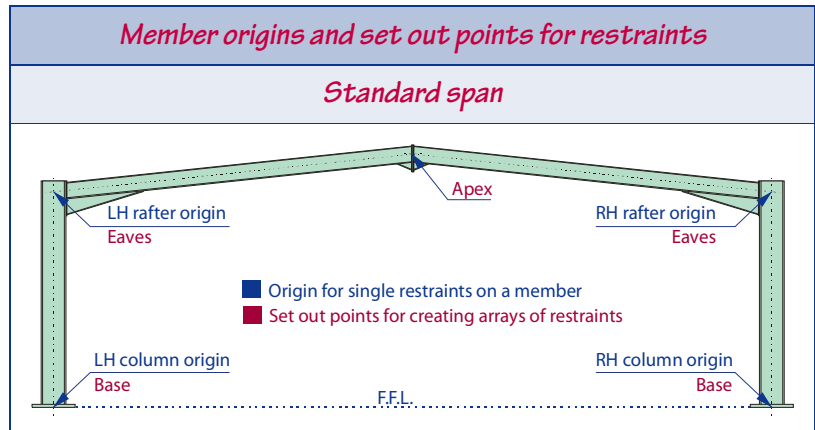 Member origins and set out points for restraints
Standard span
Apex
LH rafter origin
Eaves
RH rafter origin
Eaves
Origin for single restraints on a member
Set out points for creating arrays of restraints
LH column origin
Base
RH column origin
Base
F.F.L.